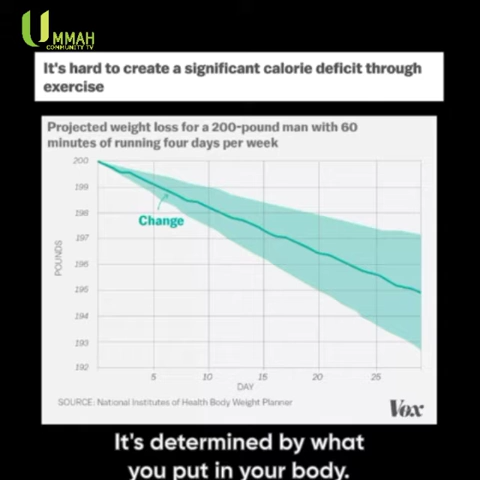 UMMAH
COMMUNITY TV
It's hard to create a significant calorie deficit through
exercise
Projected weight loss for a 200-pound man with 60
minutes of running four days per week
200
199
198
197
196
195
194
193
192
POUNDS
Change
5 10 15 20 25
DAY
SOURCE: National Institutes of Health Body Weight Planner
Vox
It's determined by what
you put in your body.